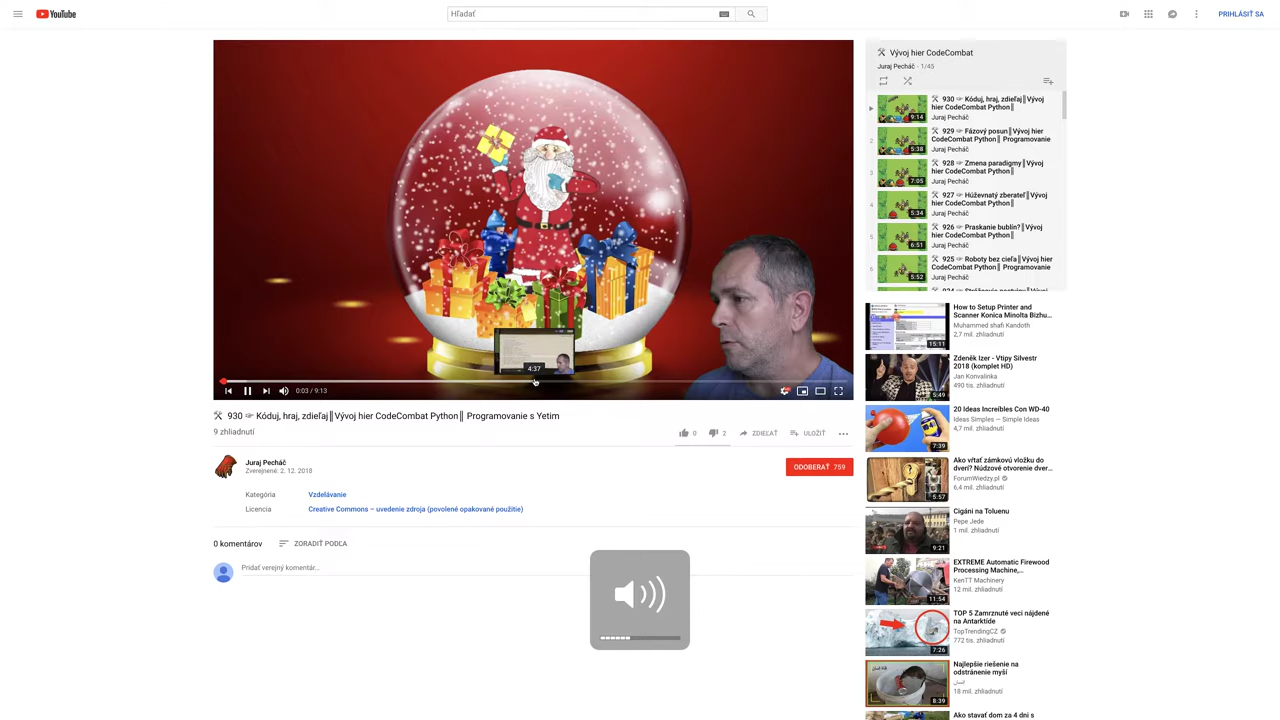 YouTube
Hľadať
PRIHLÁSIŤ SA
4:37
0:03 / 9:13
🛠 930 ☞ Kóduj, hraj, zdieľaj║Vývoj hier CodeCombat Python║ Programovanie s Yetim
9 zhliadnutí
0
2
ZDIEĽAŤ
ULOŽIŤ
Juraj Pecháč
Zverejnené: 2. 12. 2018
ODOBERAŤ 759
Kategória
Vzdelávanie
Licencia
Creative Commons – uvedenie zdroja (povolené opakované použitie)
0 komentárov
ZORADIŤ PODĽA
Pridať verejný komentár...
🛠 Vývoj hier CodeCombat
Juraj Pecháč - 1/45
🛠 930 ☞ Kóduj, hraj, zdieľaj║Vývoj
hier CodeCombat Python║
Juraj Pecháč
9:14
2
🛠 929 ☞ Fázový posun║Vývoj hier
CodeCombat Python║ Programovanie
Juraj Pecháč
5:38
3
🛠 928 ☞ Zmena paradigmy║Vývoj
hier CodeCombat Python║
Juraj Pecháč
7:05
4
🛠 927 ☞ Húževnatý zberateľ║Vývoj
hier CodeCombat Python║
Juraj Pecháč
5:34
5
🛠 926 ☞ Praskanie bublín?║Vývoj
hier CodeCombat Python║
Juraj Pecháč
6:51
6
🛠 925 ☞ Roboty bez cieľa║Vývoj
hier CodeCombat Python║ Programovanie
Juraj Pecháč
5:52
How to Setup Printer and
Scanner Konica Minolta Bizhu...
Muhammed shafi Kandoth
2,7 mil. zhliadnutí
15:11
Zdeněk Izer - Vtipy Silvestr
2018 (komplet HD)
Jan Konvalinka
490 tis. zhliadnutí
5:49
20 Ideas Increíbles Con WD-40
Ideas Simples – Simple Ideas
4,7 mil. zhliadnutí
7:39
Ako vŕtať zámkovú vložku do
dverí? Núdzové otvorenie dver...
ForumWiedzy.pl
6,4 mil. zhliadnutí
5:57
Cigáni na Toluenu
Pepe Jede
1 mil. zhliadnutí
9:21
EXTREME Automatic Firewood
Processing Machine,...
KenTT Machinery
12 mil. zhliadnutí
11:54
TOP 5 Zamrznuté veci nájdené
na Antarktíde
TopTrendingCZ
772 tis. zhliadnutí
7:26
Najlepšie riešenie na
odstránenie myší
18 mil. zhliadnutí
8:39
Ako stavať dom za 4 dni s